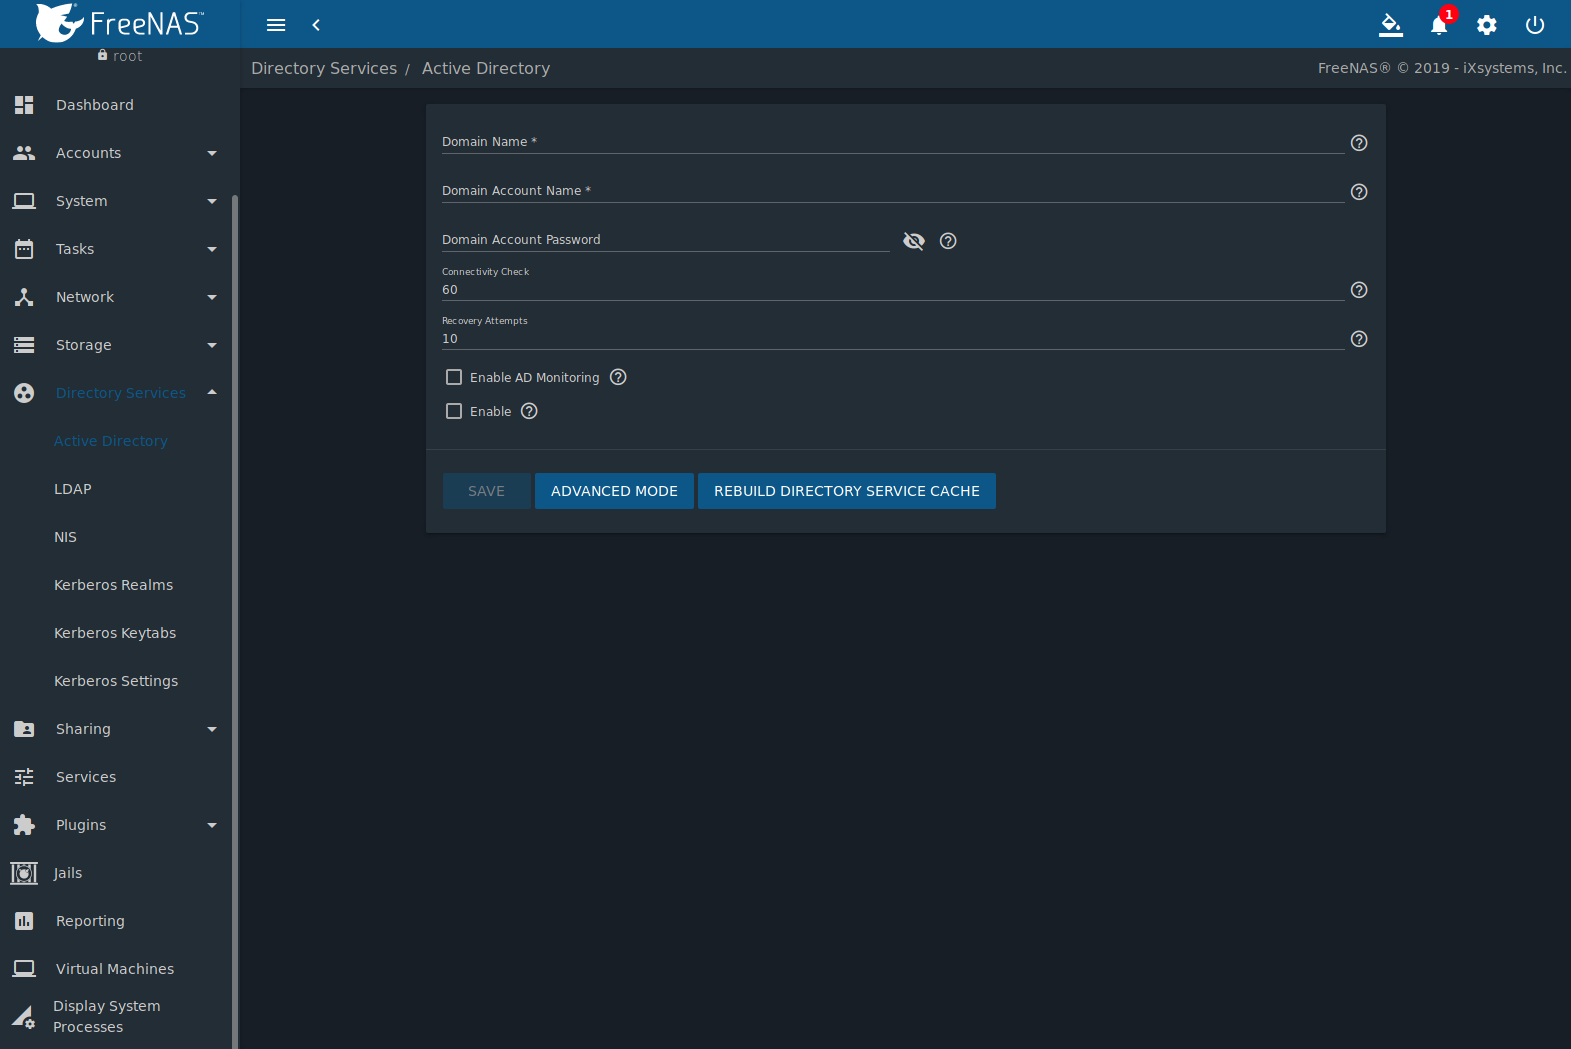 FreeNAS™
1
root
Directory Services / Active Directory
FreeNAS® © 2019 - iXsystems, Inc.
Dashboard
Accounts
System
Tasks
Network
Storage
Directory Services
Active Directory
LDAP
NIS
Kerberos Realms
Kerberos Keytabs
Kerberos Settings
Sharing
Services
Plugins
Jails
Reporting
Virtual Machines
Display System
Processes
Domain Name *
Domain Account Name *
Domain Account Password
Connectivity Check
60
Recovery Attempts
10
Enable AD Monitoring
Enable
SAVE
ADVANCED MODE
REBUILD DIRECTORY SERVICE CACHE